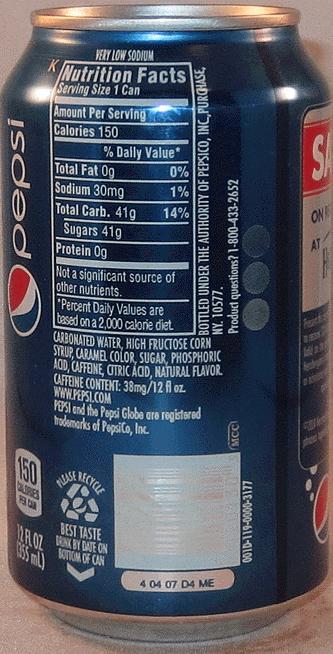 pepsi
K
VERY LOW SODIUM
Nutrition Facts
Serving Size 1 Can
Amount Per Serving
Calories 150
% Daily Value*
Total Fat 0g 0%
Sodium 30mg 1%
Total Carb. 41g 14%
Sugars 41g
Protein 0g
Not a significant source of
other nutrients.
*Percent Daily Values are
based on a 2,000 calorie diet.
BOTTLED UNDER THE AUTHORITY OF PEPSICO, INC., PURCHASE,
NY. 10577.
Product questions? 1-800-433-2652
CARBONATED WATER, HIGH FRUCTOSE CORN
SYRUP, CARAMEL COLOR, SUGAR, PHOSPHORIC
ACID, CAFFEINE, CITRIC ACID, NATURAL FLAVOR.
CAFFEINE CONTENT: 38mg/12 fl oz.
WWW.PEPSI.COM
PEPSI and the Pepsi Globe are registered
trademarks of PepsiCo, Inc.
MCC
150
CALORIES
PER CAN
12 FL OZ
(355 mL)
PLEASE RECYCLE
BEST TASTE
DRINK BY DATE ON
BOTTOM OF CAN
001D-119-0000-3177
4 04 07 D4 ME
SA
ON
AT